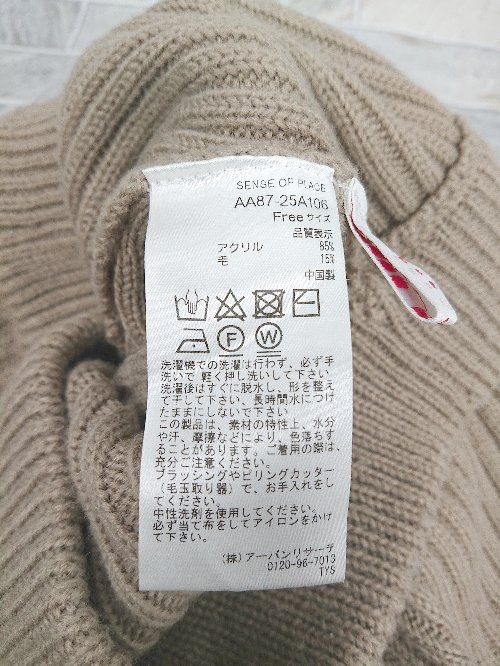 SENSE OF PLACE
AA87-25A106
Freeサイズ
品質表示
アクリル 85%
毛 15%
中国製
F W
洗濯機での洗濯は行わず、必ず手
洗いで軽く押し洗いして下さい
洗濯後はすぐに脱水し、形を整え
て干して下さい、長時間水につけ
たままにしないで下さい
この製品は、素材の特性上、水分
や汗、摩擦などにより、色落ちす
ることがあります。ご着用の際は、
充分ご注意ください。
ブラッシングやピリングカッター
(毛玉取り器)で、お手入れをし
てください。
中性洗剤を使用してください。
必ず当て布をしてアイロンをかけ
て下さい。
(株)アーバンリサーチ
0120-96-7013
TYS